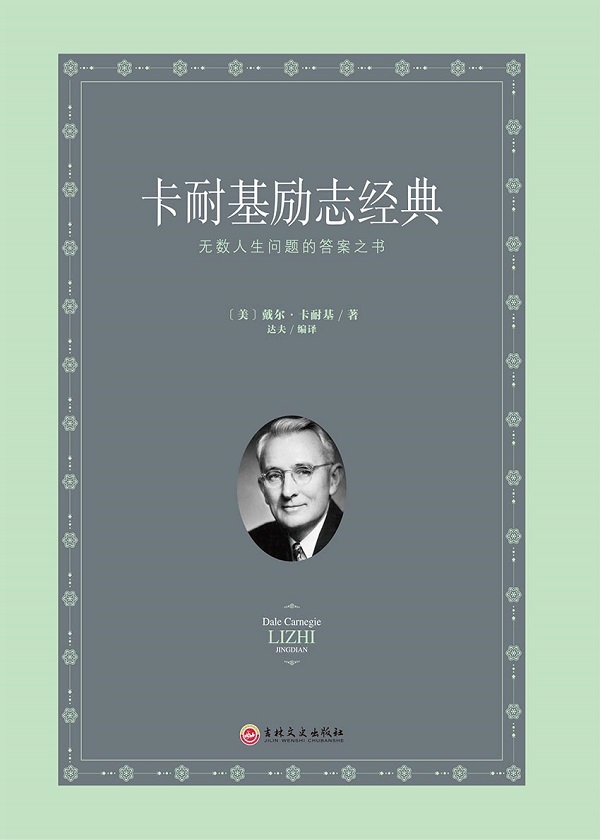 卡耐基励志经典
无数人生问题的答案之书
〔美〕戴尔·卡耐基/著
达夫/编译
Dale Carnegie
LIZHI
JINGDIAN
吉林文史出版社
JILIN WENSHI CHUBANSHE